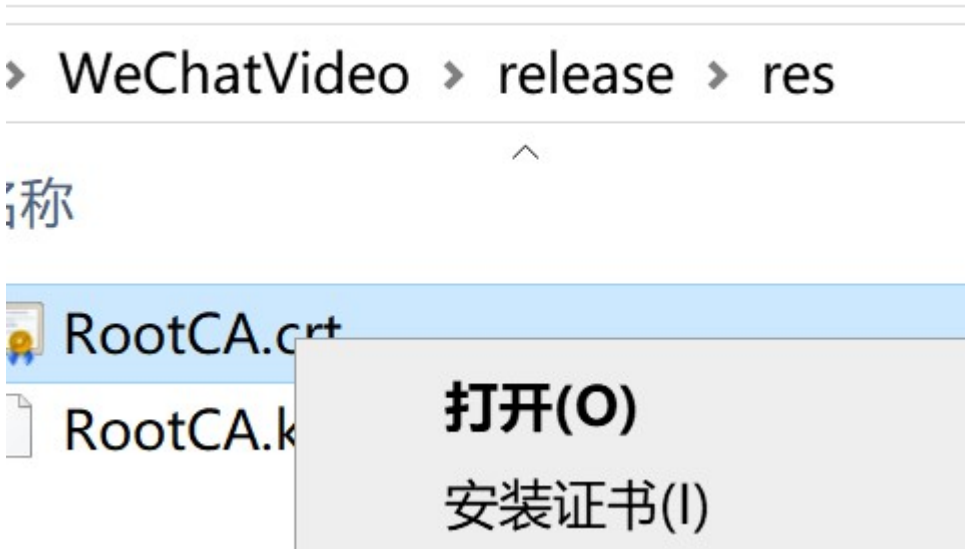 WeChatVideo > release > res
名称
RootCA.crt
RootCA.k
打开(O)
安装证书(I)